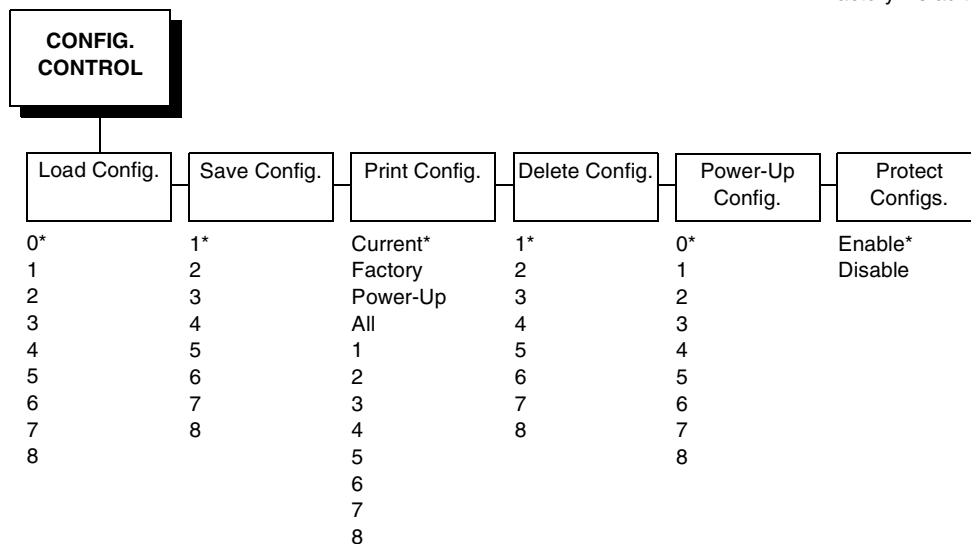 CONFIG.
CONTROL
Load Config.
Save Config.
Print Config.
Delete Config.
Power-Up
Config.
Protect
Configs.
0*
1
2
3
4
5
6
7
8
1*
2
3
4
5
6
7
8
Current*
Factory
Power-Up
All
1
2
3
4
5
6
7
8
1*
2
3
4
5
6
7
8
0*
1
2
3
4
5
6
7
8
Enable*
Disable